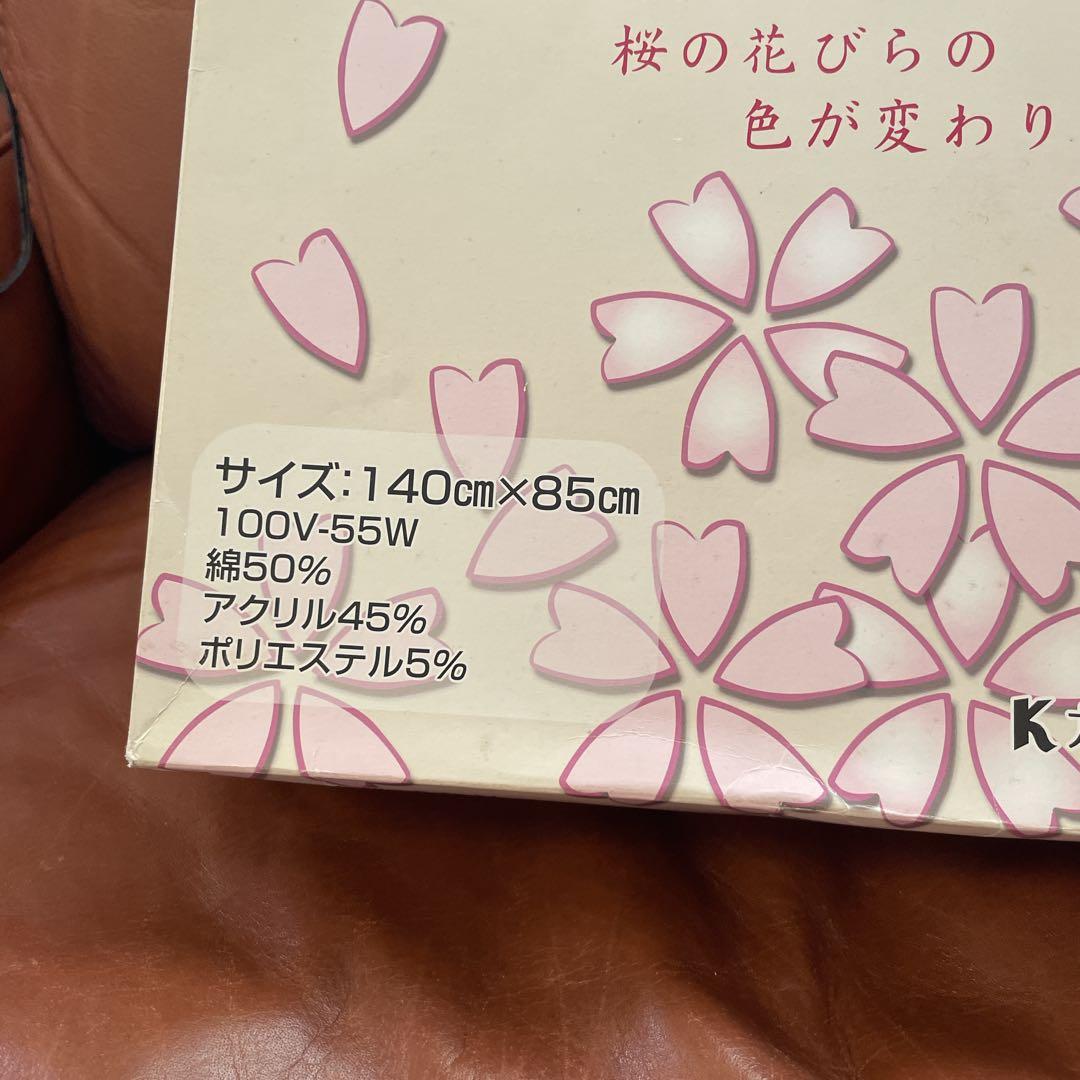 桜の花びらの
色が変わり
サイズ:140㎝×85㎝
100V-55W
綿50%
アクリル45%
ポリエステル5%
K